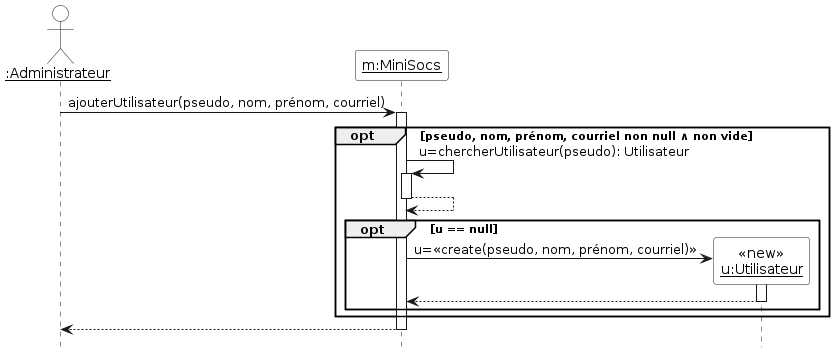 :Administrateur
m:MiniSocs
ajouterUtilisateur(pseudo, nom, prénom, courriel)
opt [pseudo, nom, prénom, courriel non null ∧ non vide]
u=chercherUtilisateur(pseudo): Utilisateur
opt [u == null]
u=«create(pseudo, nom, prénom, courriel)»
«new»
u:Utilisateur